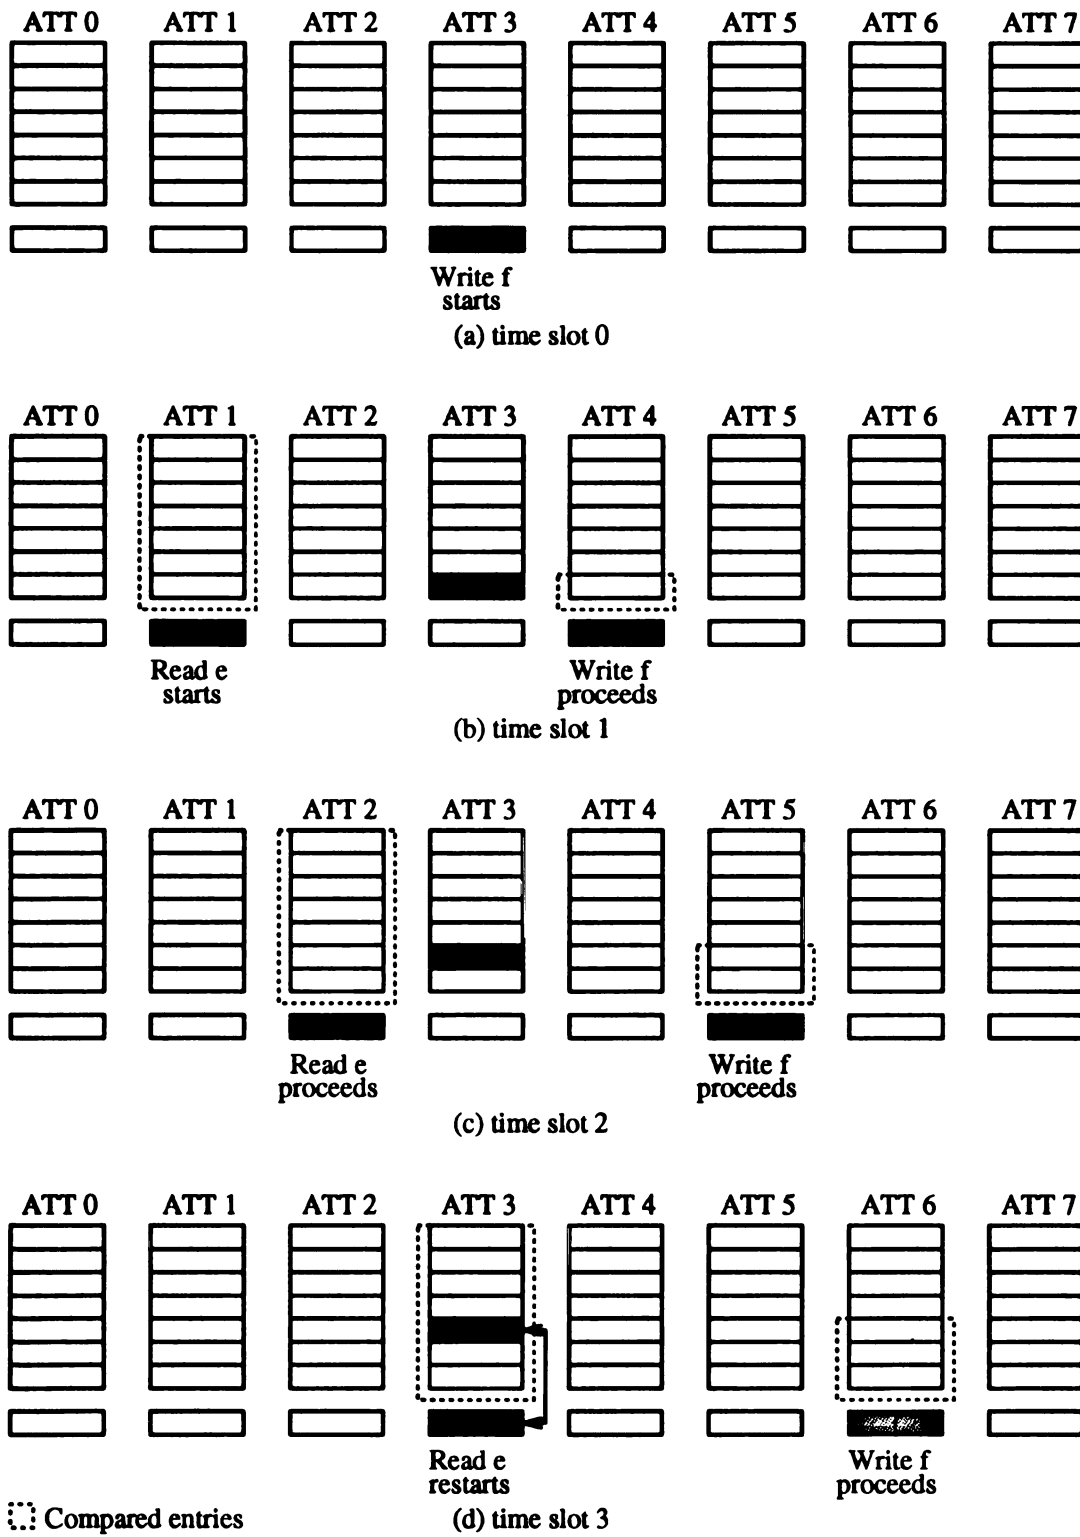 ATT 0 ATT 1 ATT 2 ATT 3 ATT 4 ATT 5 ATT 6 ATT 7
Write f
starts
(a) time slot 0
ATT 0 ATT 1 ATT 2 ATT 3 ATT 4 ATT 5 ATT 6 ATT 7
Read e Write f
starts proceeds
(b) time slot 1
ATT 0 ATT 1 ATT 2 ATT 3 ATT 4 ATT 5 ATT 6 ATT 7
Read e Write f
proceeds proceeds
(c) time slot 2
ATT 0 ATT 1 ATT 2 ATT 3 ATT 4 ATT 5 ATT 6 ATT 7
Read e Write f
restarts proceeds
Compared entries (d) time slot 3